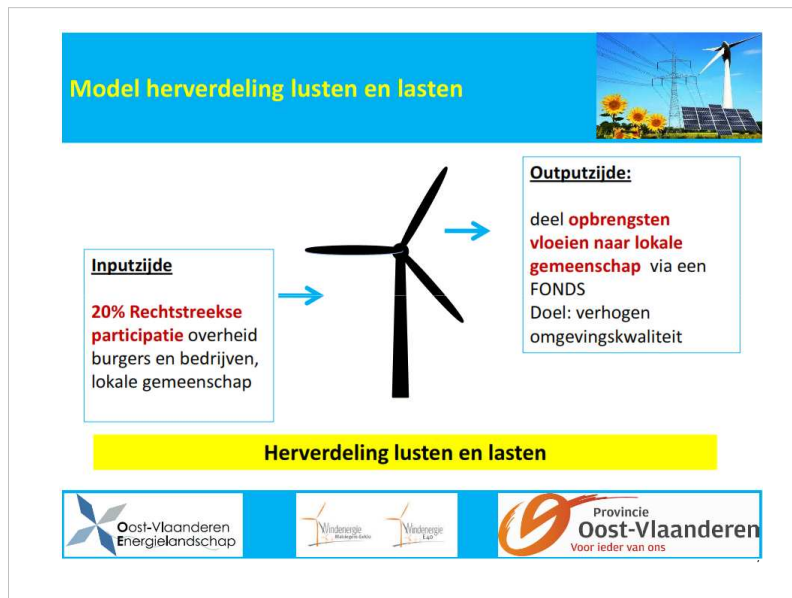 Model herverdeling lusten en lasten
Outputzijde:
deel opbrengsten
vloeien naar lokale
gemeenschap via een
FONDS
Doel: verhogen
omgevingskwaliteit
Inputzijde
20% Rechtstreekse
participatie overheid
burgers en bedrijven,
lokale gemeenschap
Herverdeling lusten en lasten
Oost-Vlaanderen
Energielandschap
Windenergie
Windenergie
E40
Provincie
Oost-Vlaanderen
Voor ieder van ons